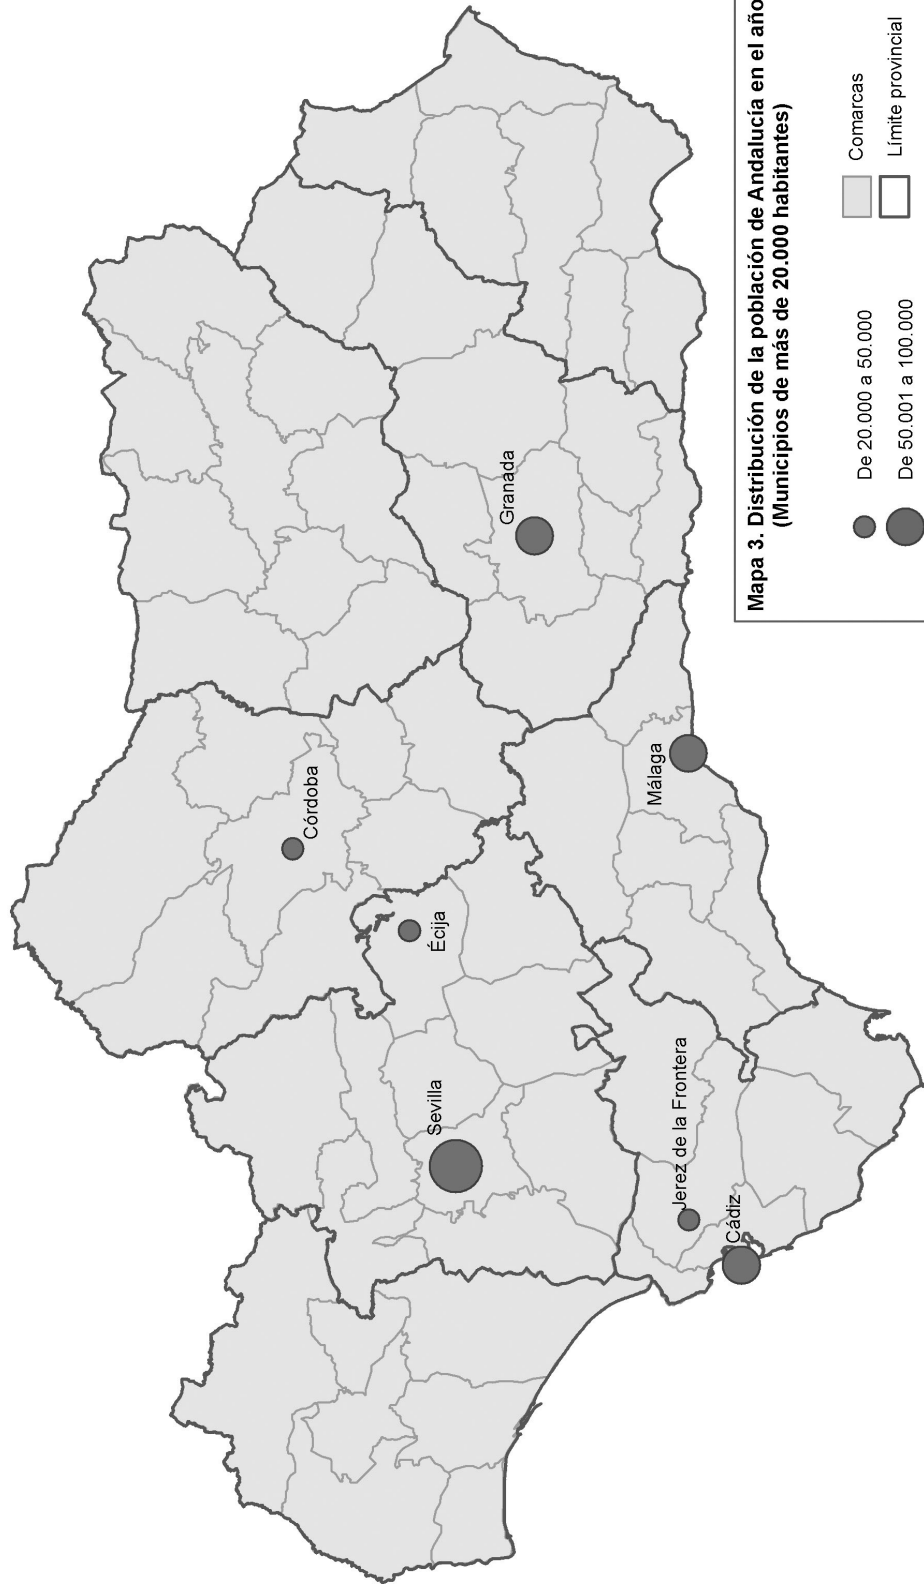 Córdoba
Écija
Sevilla
Granada
Málaga
Jerez de la Frontera
Cádiz
Mapa 3. Distribución de la población de Andalucía en el año
(Municipios de más de 20.000 habitantes)
De 20.000 a 50.000
De 50.001 a 100.000
Comarcas
Límite provincial